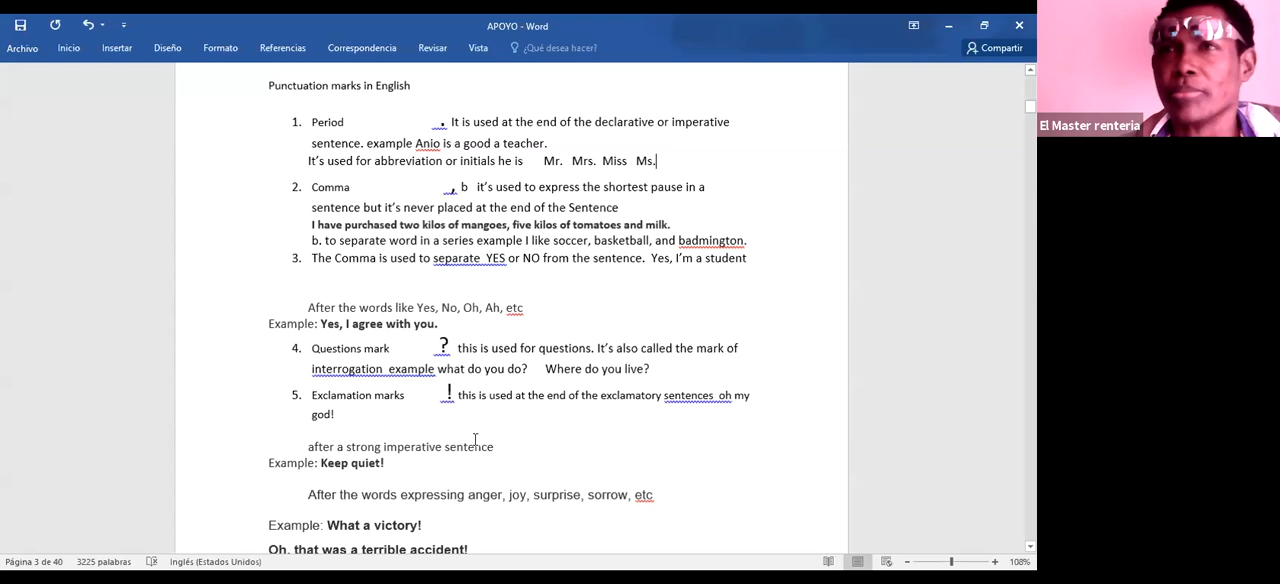 APOYO - Word
Archivo Inicio Insertar Diseño Formato Referencias Correspondencia Revisar Vista ¿Qué desea hacer? Compartir
El Master renteria
Punctuation marks in English
1. Period . It is used at the end of the declarative or imperative
sentence. example Anio is a good a teacher.
It's used for abbreviation or initials he is Mr. Mrs. Miss Ms.
2. Comma , b it's used to express the shortest pause in a
sentence but it's never placed at the end of the Sentence
I have purchased two kilos of mangoes, five kilos of tomatoes and milk.
b. to separate word in a series example I like soccer, basketball, and badmington.
3. The Comma is used to separate YES or NO from the sentence. Yes, I'm a student
After the words like Yes, No, Oh, Ah, etc
Example: Yes, I agree with you.
4. Questions mark ? this is used for questions. It's also called the mark of
interrogation example what do you do? Where do you live?
5. Exclamation marks ! this is used at the end of the exclamatory sentences oh my
god!
after a strong imperative sentence
Example: Keep quiet!
After the words expressing anger, joy, surprise, sorrow, etc
Example: What a victory!
Oh, that was a terrible accident!
Página 3 de 40 3225 palabras Inglés (Estados Unidos) 108%